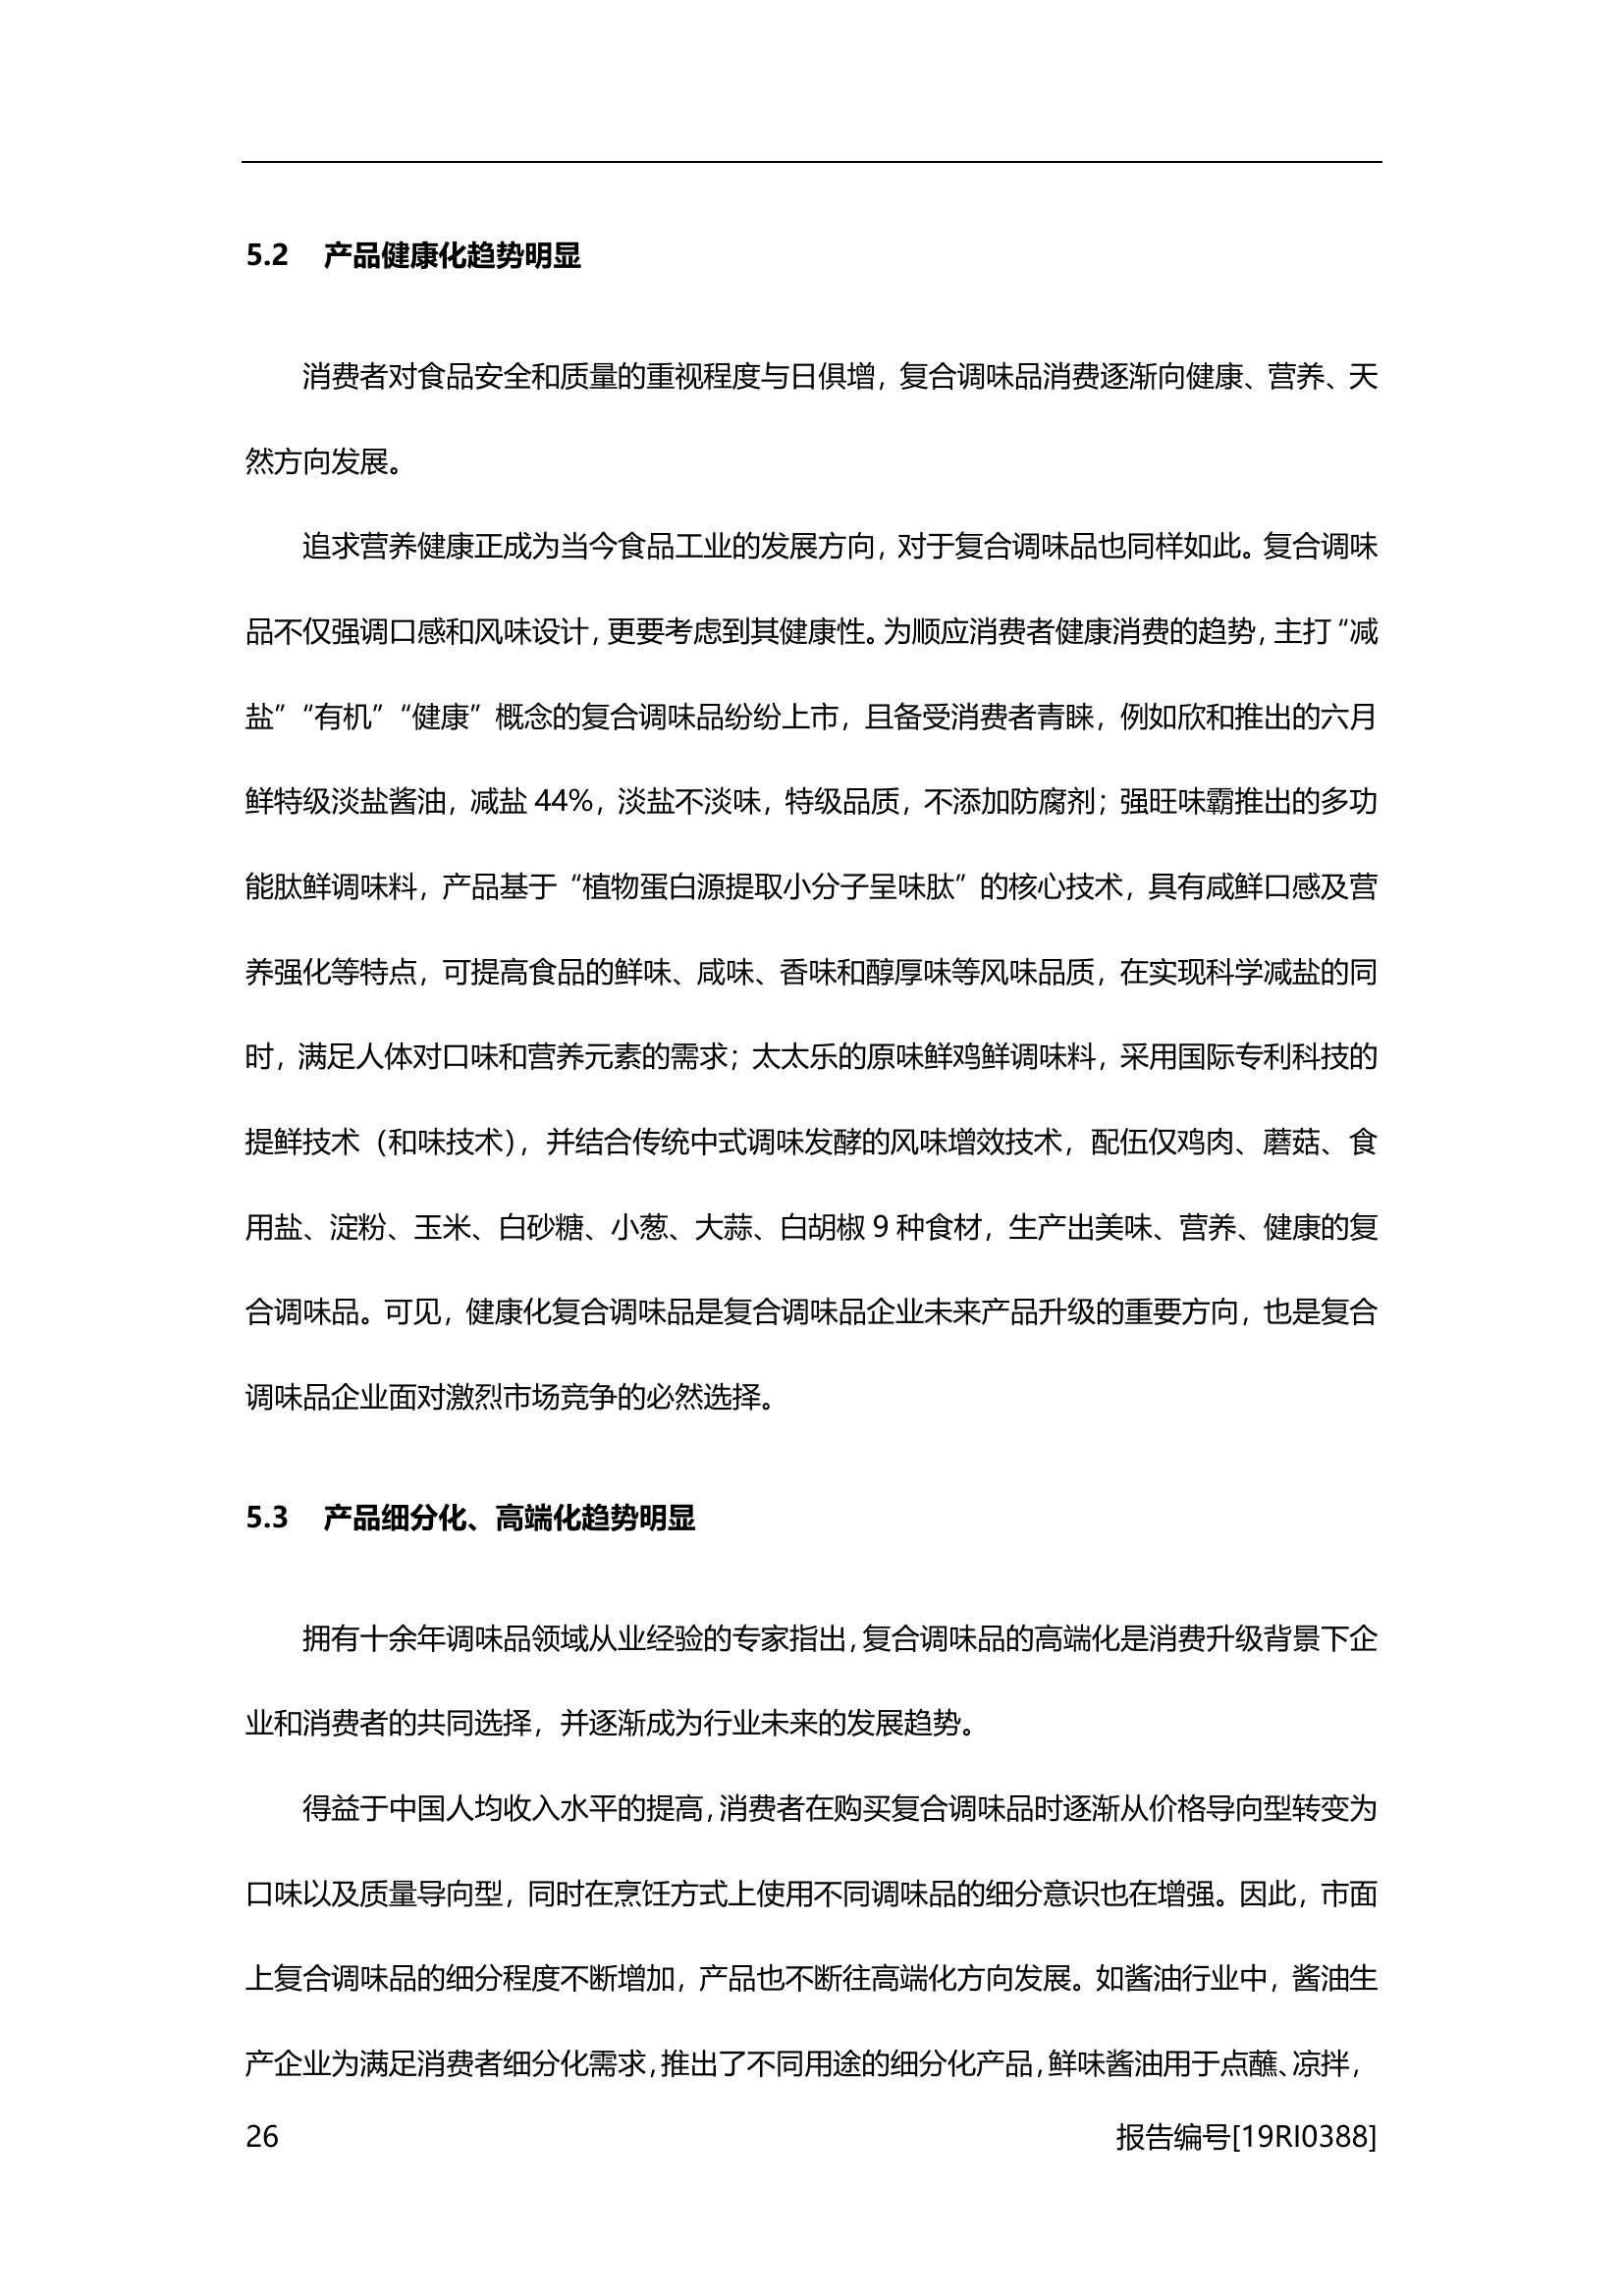 5.2 产品健康化趋势明显
消费者对食品安全和质量的重视程度与日俱增，复合调味品消费逐渐向健康、营养、天
然方向发展。
追求营养健康正成为当今食品工业的发展方向，对于复合调味品也同样如此。复合调味
品不仅强调口感和风味设计，更要考虑到其健康性。为顺应消费者健康消费的趋势，主打“减
盐”“有机”“健康”概念的复合调味品纷纷上市，且备受消费者青睐，例如欣和推出的六月
鲜特级淡盐酱油，减盐 44%，淡盐不淡味，特级品质，不添加防腐剂；强旺味霸推出的多功
能肽鲜调味料，产品基于“植物蛋白源提取小分子呈味肽”的核心技术，具有咸鲜口感及营
养强化等特点，可提高食品的鲜味、咸味、香味和醇厚味等风味品质，在实现科学减盐的同
时，满足人体对口味和营养元素的需求；太太乐的原味鲜鸡鲜调味料，采用国际专利科技的
提鲜技术（和味技术），并结合传统中式调味发酵的风味增效技术，配伍仅鸡肉、蘑菇、食
用盐、淀粉、玉米、白砂糖、小葱、大蒜、白胡椒 9 种食材，生产出美味、营养、健康的复
合调味品。可见，健康化复合调味品是复合调味品企业未来产品升级的重要方向，也是复合
调味品企业面对激烈市场竞争的必然选择。
5.3 产品细分化、高端化趋势明显
拥有十余年调味品领域从业经验的专家指出，复合调味品的高端化是消费升级背景下企
业和消费者的共同选择，并逐渐成为行业未来的发展趋势。
得益于中国人均收入水平的提高，消费者在购买复合调味品时逐渐从价格导向型转变为
口味以及质量导向型，同时在烹饪方式上使用不同调味品的细分意识也在增强。因此，市面
上复合调味品的细分程度不断增加，产品也不断往高端化方向发展。如酱油行业中，酱油生
产企业为满足消费者细分化需求，推出了不同用途的细分化产品，鲜味酱油用于点蘸、凉拌，
26 报告编号[19RI0388]